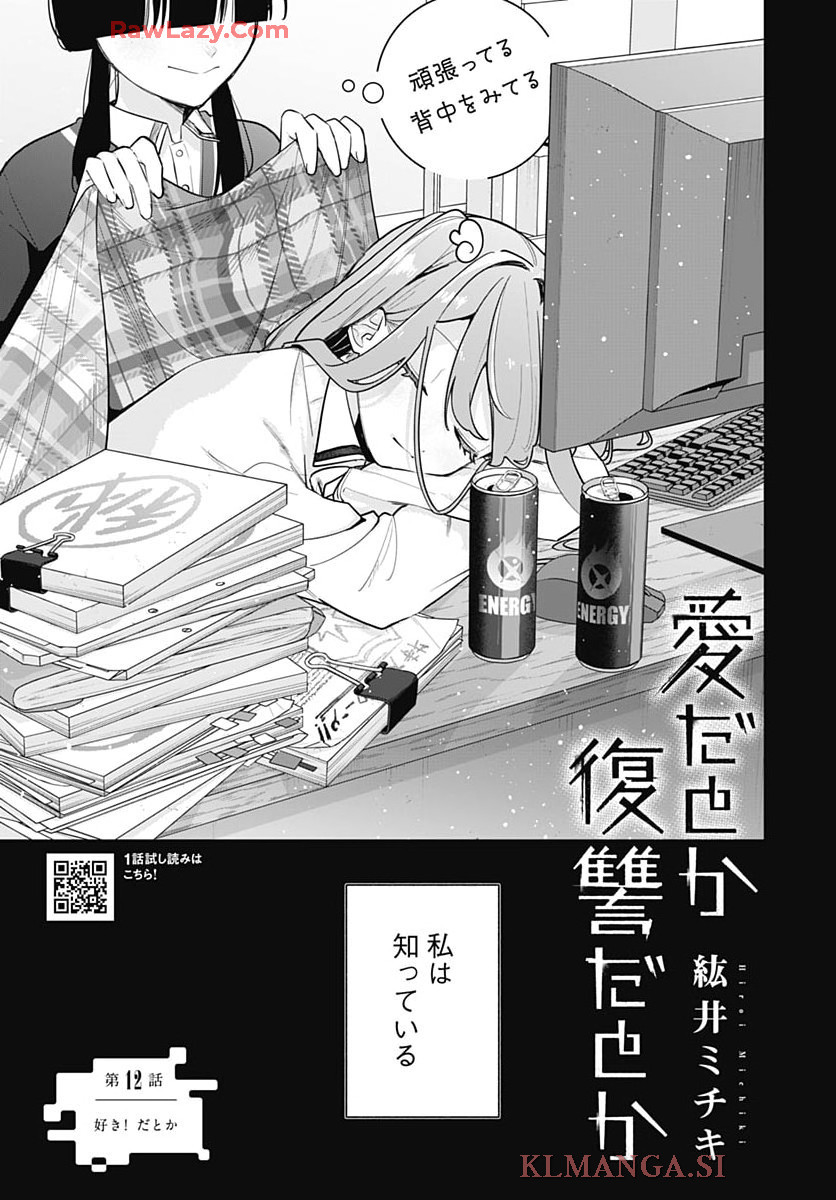 RawLazy.Com
頑張ってる
背中をみてる
㊙
ENERGY
ENERGY
愛だとか
復讐だとか
紘井ミチキ
Hiroi Michiki
1話試し読みは
こちら!
私は
知っている
第12話
好き! だとか
KLMANGA.SI